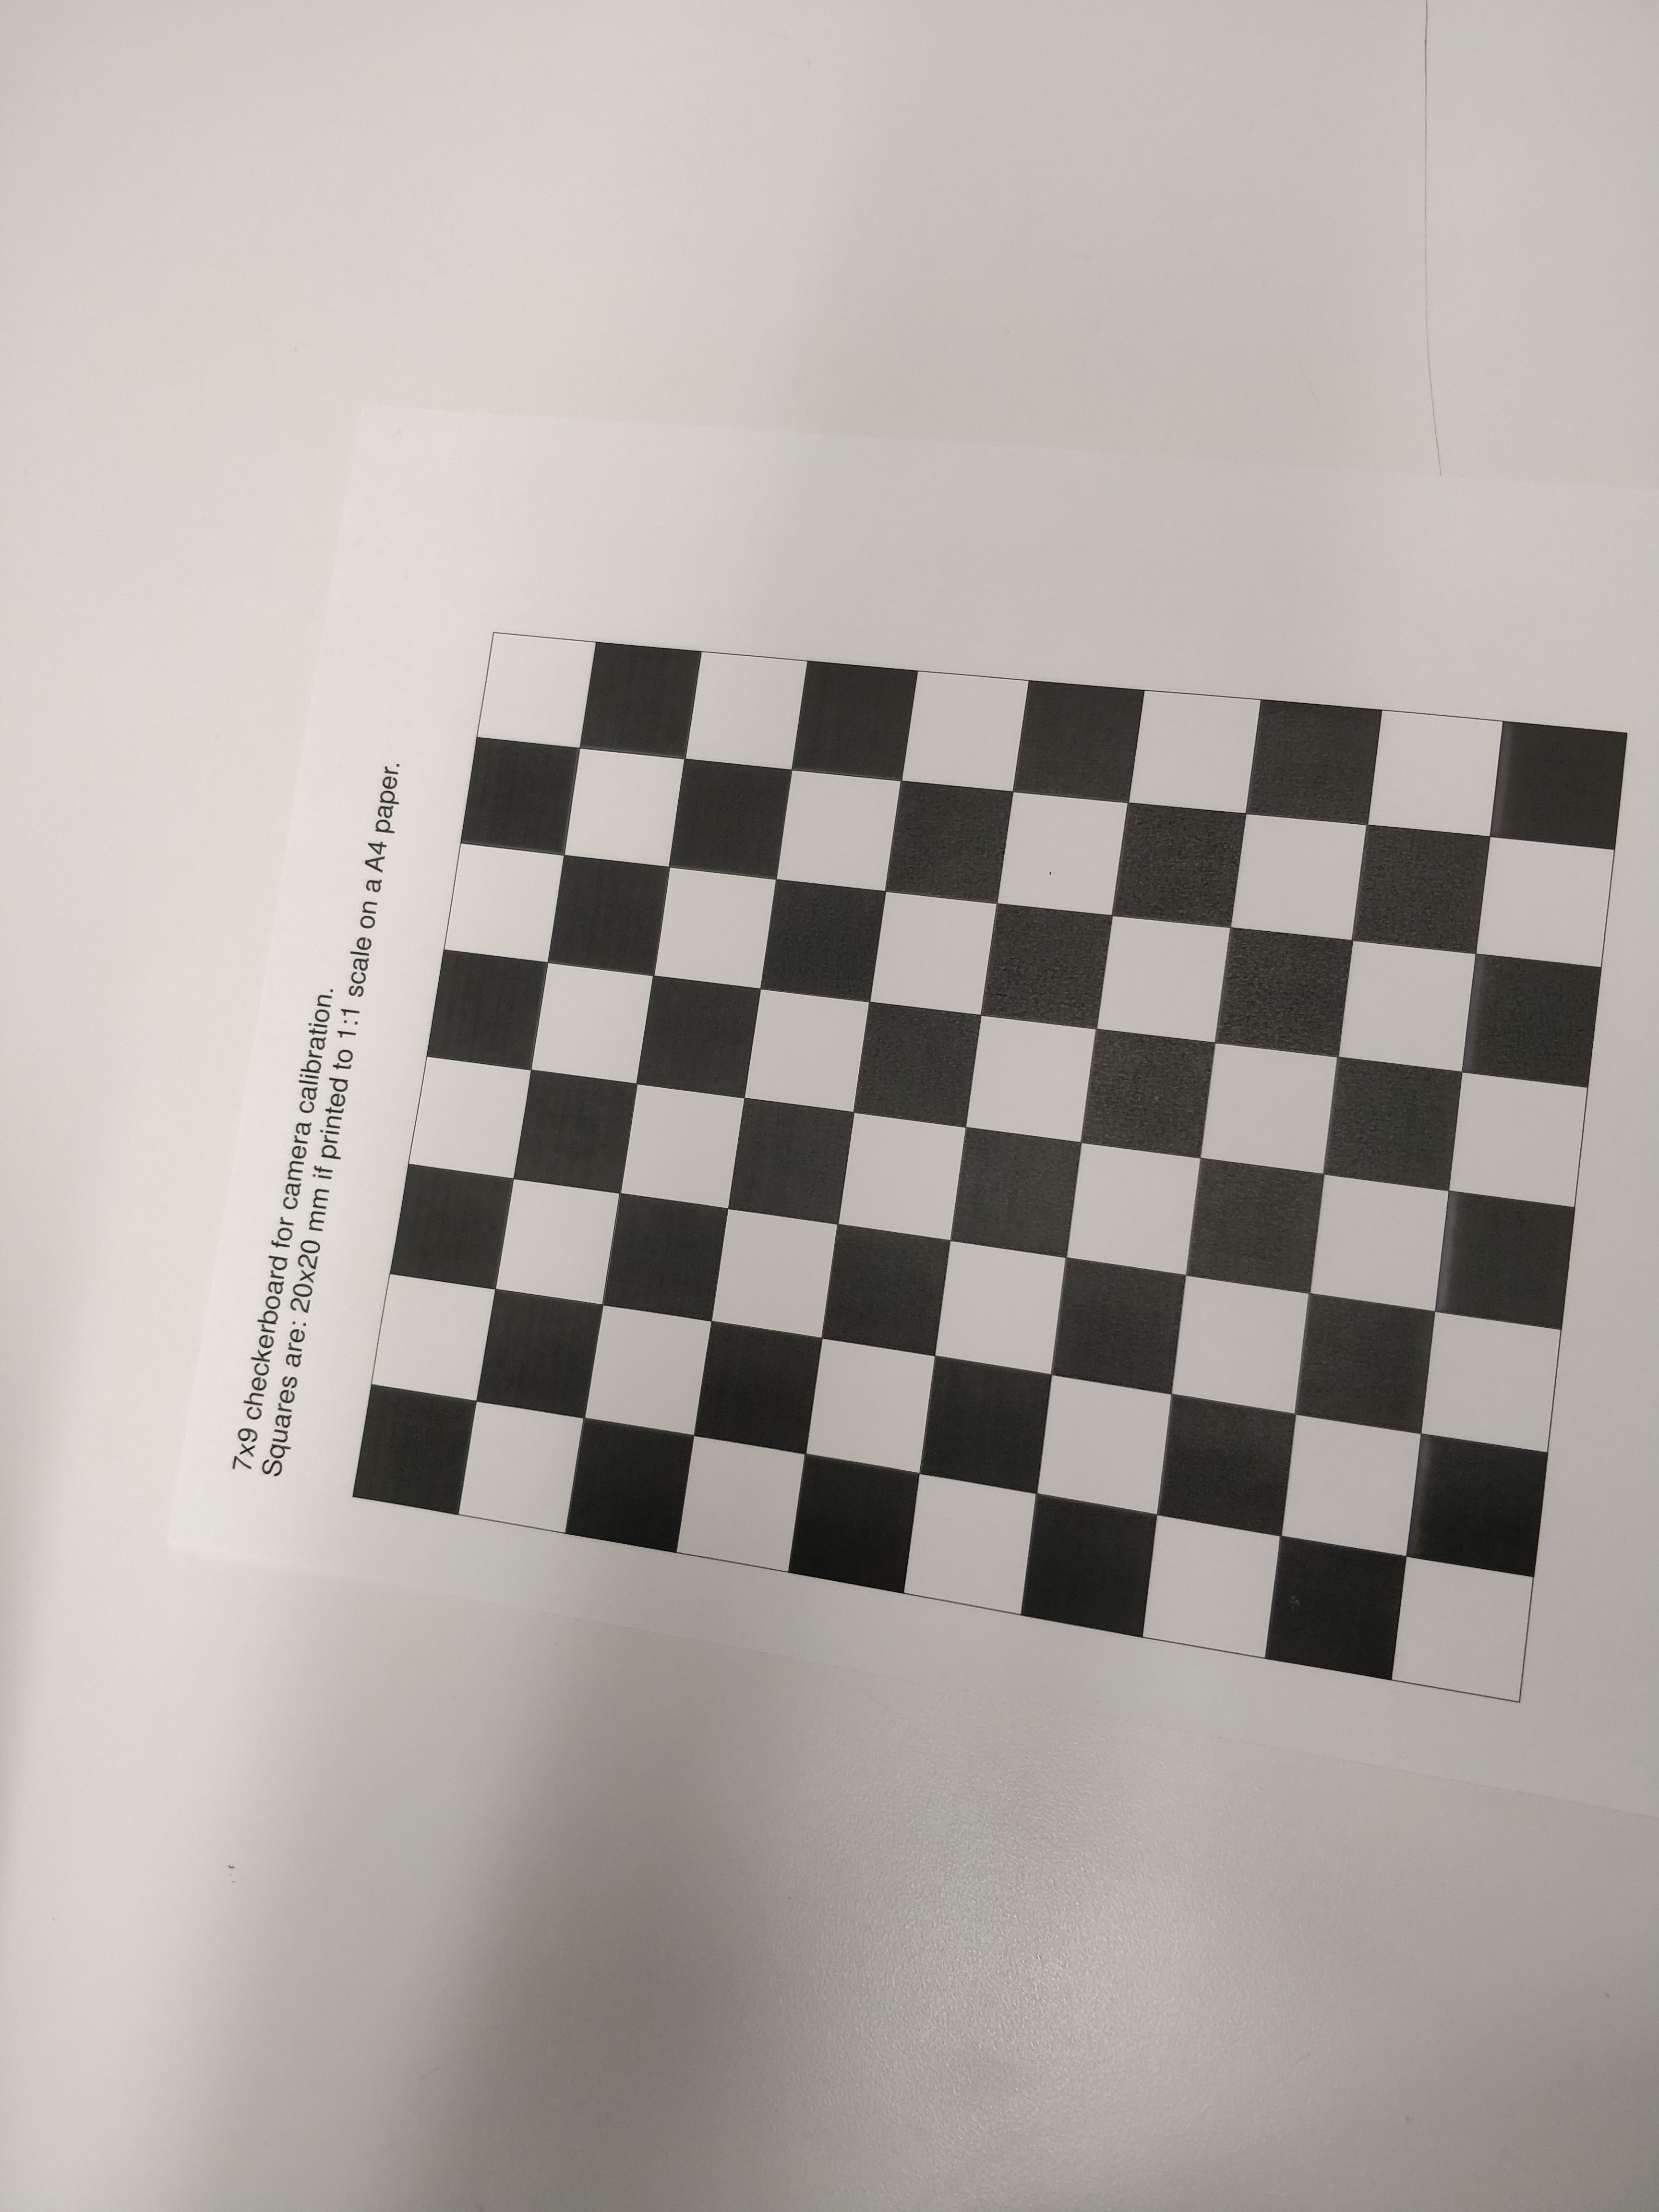 7x9 checkerboard for camera calibration.
Squares are: 20x20 mm if printed to 1:1 scale on a A4 paper.